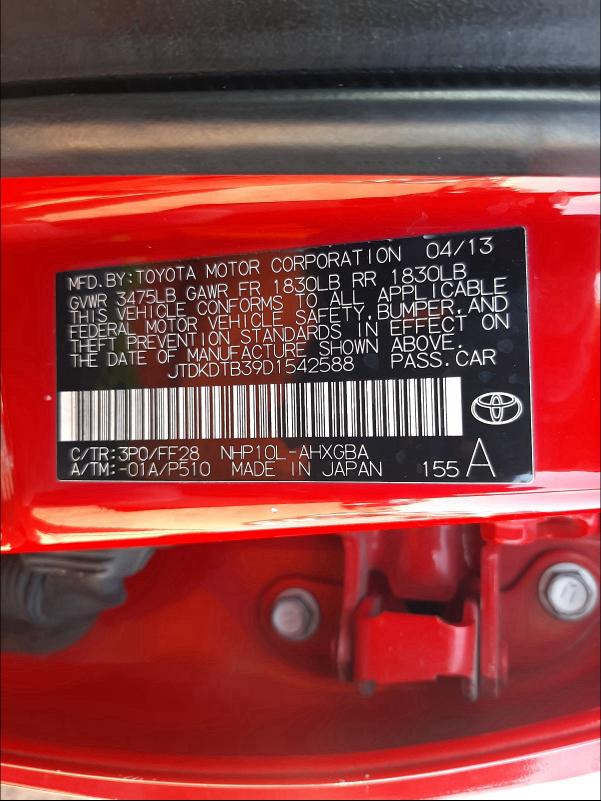 MFD. BY: TOYOTA MOTOR CORPORATION 04/13
GVWR 3475LB GAWR FR 1830LB RR 1830LB
THIS VEHICLE CONFORMS TO ALL APPLICABLE
FEDERAL MOTOR VEHICLE SAFETY, BUMPER, AND
THEFT PREVENTION STANDARDS IN EFFECT ON
THE DATE OF MANUFACTURE SHOWN ABOVE.
JTDKDTB39D1542588 PASS. CAR
C/TR: 3P0/FF28 NHP10L-AHXGBA
A/TM: -01A/P510 MADE IN JAPAN 155 A